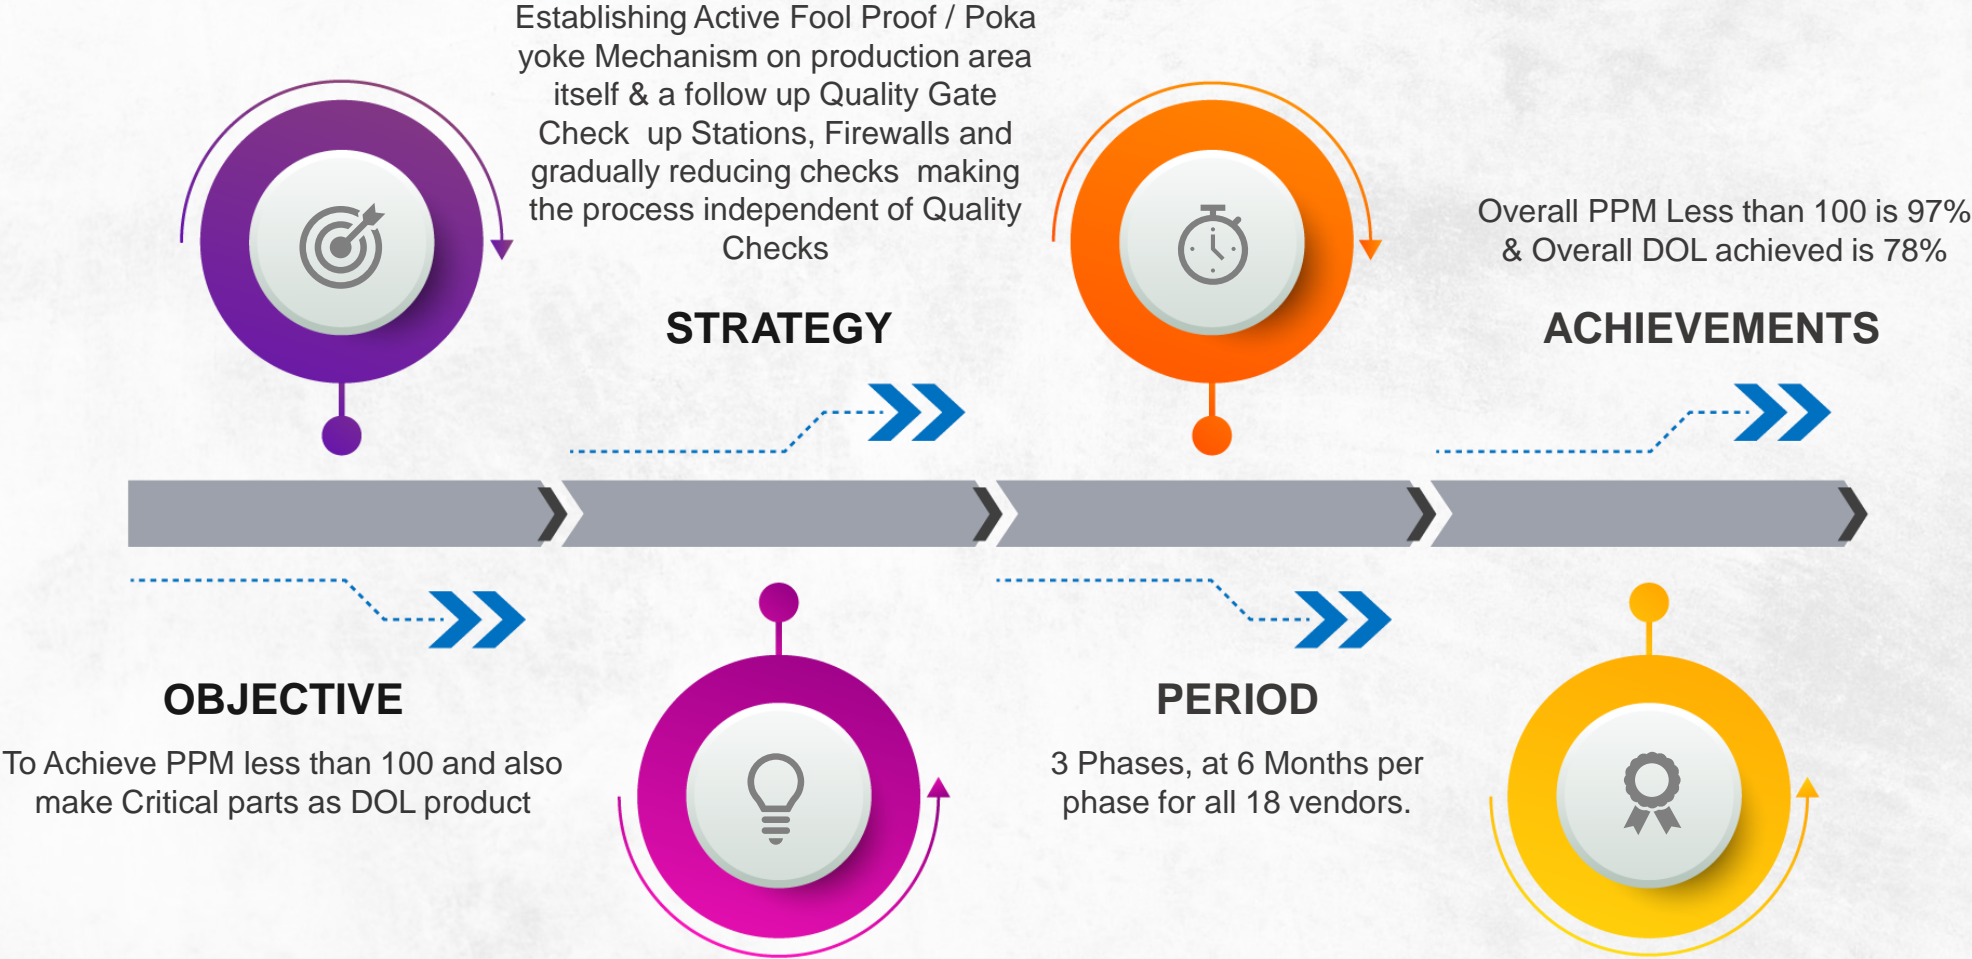 Establishing Active Fool Proof / Poka
yoke Mechanism on production area
itself & a follow up Quality Gate
Check  up Stations, Firewalls and
gradually reducing checks  making
the process independent of Quality
Checks
STRATEGY
Overall PPM Less than 100 is 97%
& Overall DOL achieved is 78%
ACHIEVEMENTS
OBJECTIVE
To Achieve PPM less than 100 and also
make Critical parts as DOL product
PERIOD
3 Phases, at 6 Months per
phase for all 18 vendors.